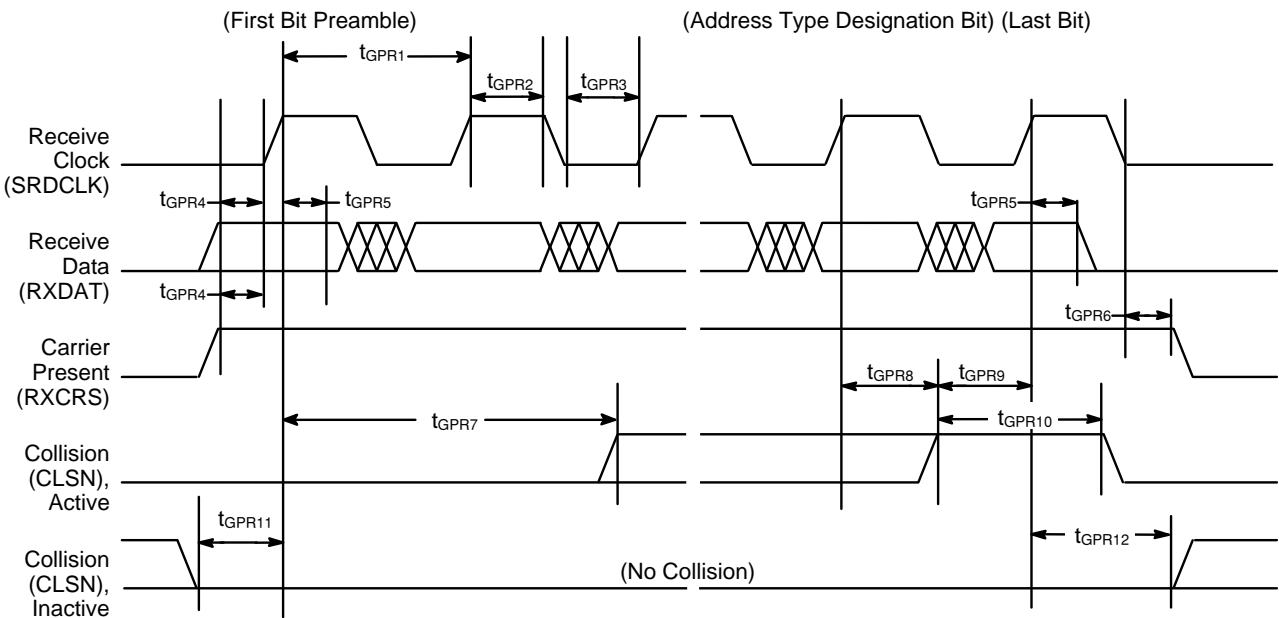 (First Bit Preamble)
(Address Type Designation Bit) (Last Bit)
tGPR1
tGPR2
tGPR3
Receive
Clock
(SRDCLK)
tGPR4
tGPR5
tGPR5
Receive
Data
(RXDAT)
tGPR4
tGPR6
Carrier
Present
(RXCRS)
tGPR8
tGPR9
tGPR7
tGPR10
Collision
(CLSN),
Active
tGPR11
tGPR12
Collision
(CLSN),
Inactive
(No Collision)